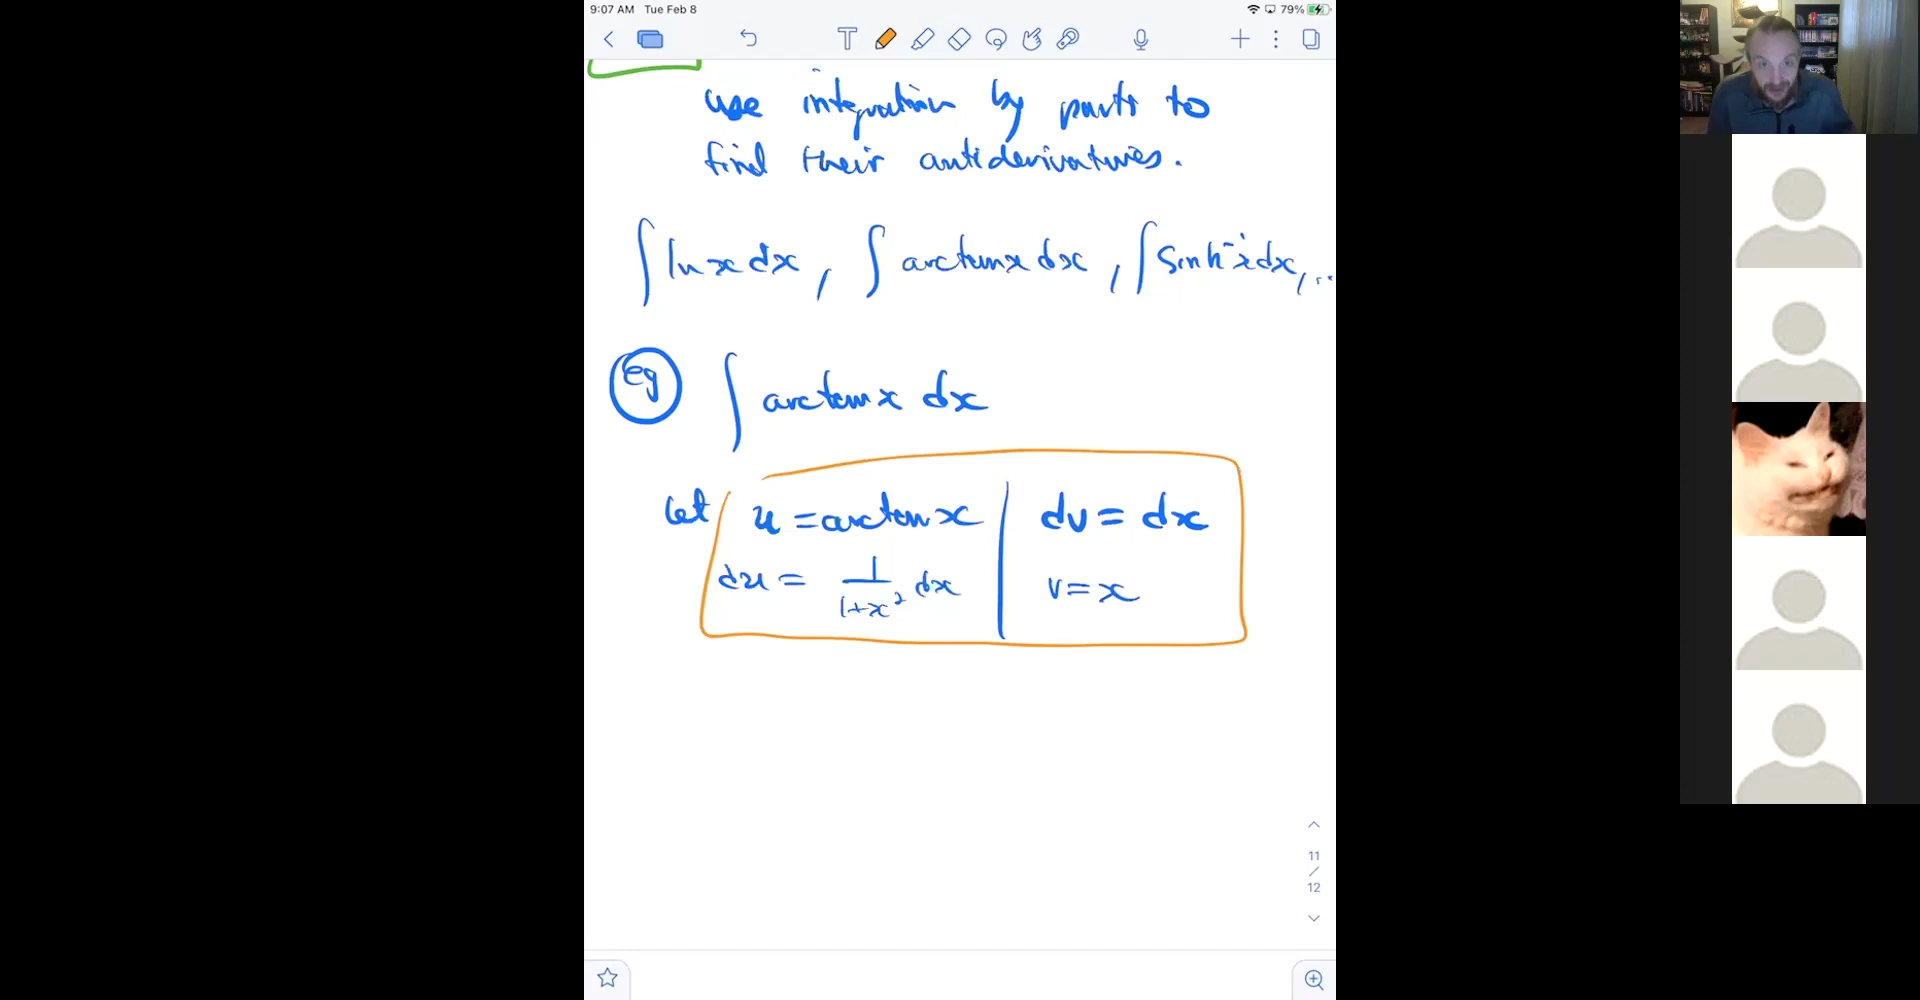 9:07 AM Tue Feb 8
79%
use integration by parts to
find their antiderivatives.
∫ ln x dx, ∫ arctan x dx, ∫ sinh⁻¹x dx, ..
Eg ∫ arctan x dx
Let u = arctan x | dv = dx
du = 1/(1+x²) dx | v = x
11
/
12